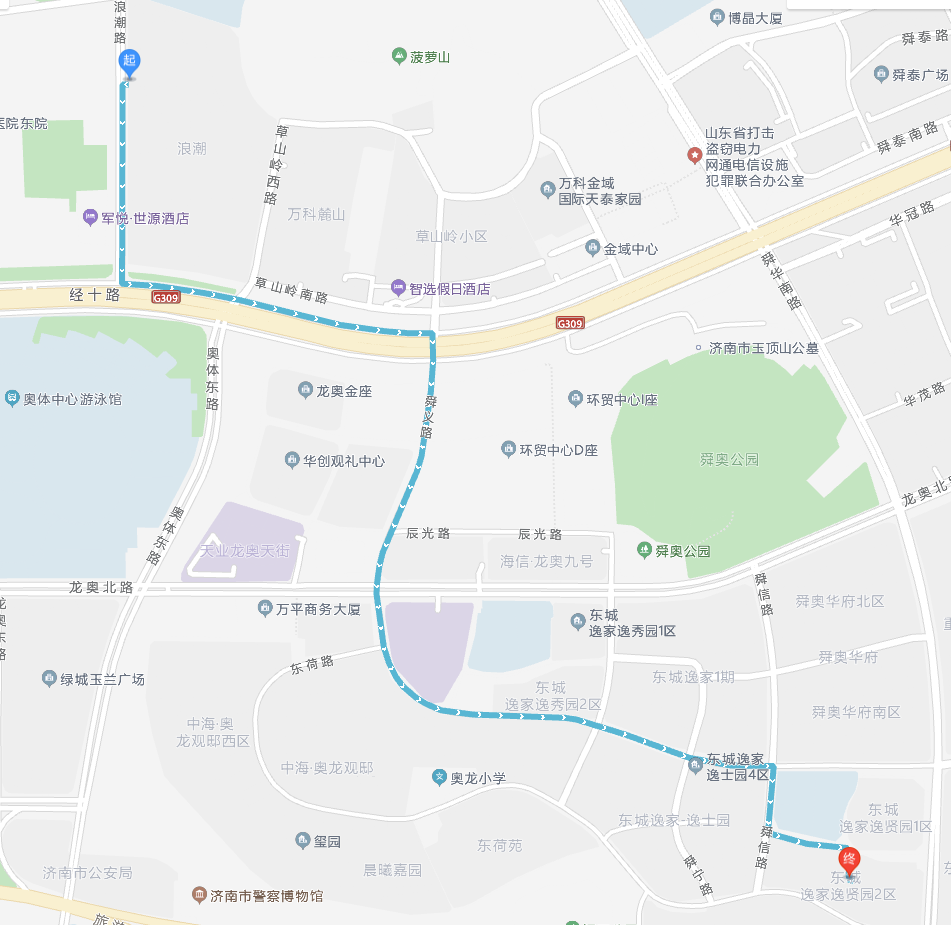 浪潮路
博晶大厦
舜泰路
起
菠萝山
舜泰广场
医院东院
草山岭西路
浪潮
山东省打击
盗窃电力
网通电信设施
犯罪联合办公室
舜泰南路
万科金域
国际天泰家园
军悦·世源酒店
万科麓山
华冠路
草山岭小区
金域中心
舜华南路
经十路
G309
草山岭南路
智选假日酒店
G309
济南市玉顶山公墓
奥体东路
奥体中心游泳馆
龙奥金座
舜义路
环贸中心I座
华茂路
华创观礼中心
环贸中心D座
舜奥公园
龙奥北路
奥体东路
天业龙奥天街
辰光路
辰光路
海信·龙奥九号
舜奥公园
龙奥北路
舜信路
龙奥东路
万平商务大厦
东城
逸家逸秀园1区
舜奥华府北区
东荷路
舜奥华府
绿城玉兰广场
东城逸家1期
东城
逸家逸秀园2区
中海·奥
龙观邸西区
舜奥华府南区
中海·奥龙观邸
奥龙小学
东城逸家
逸士园4区
东城逸家-逸士园
东城
逸家逸贤园1区
玺园
东荷苑
舜信路
终
济南市公安局
晨曦嘉园
舜宁路
东城
逸家逸贤园2区
济南市警察博物馆
旅游